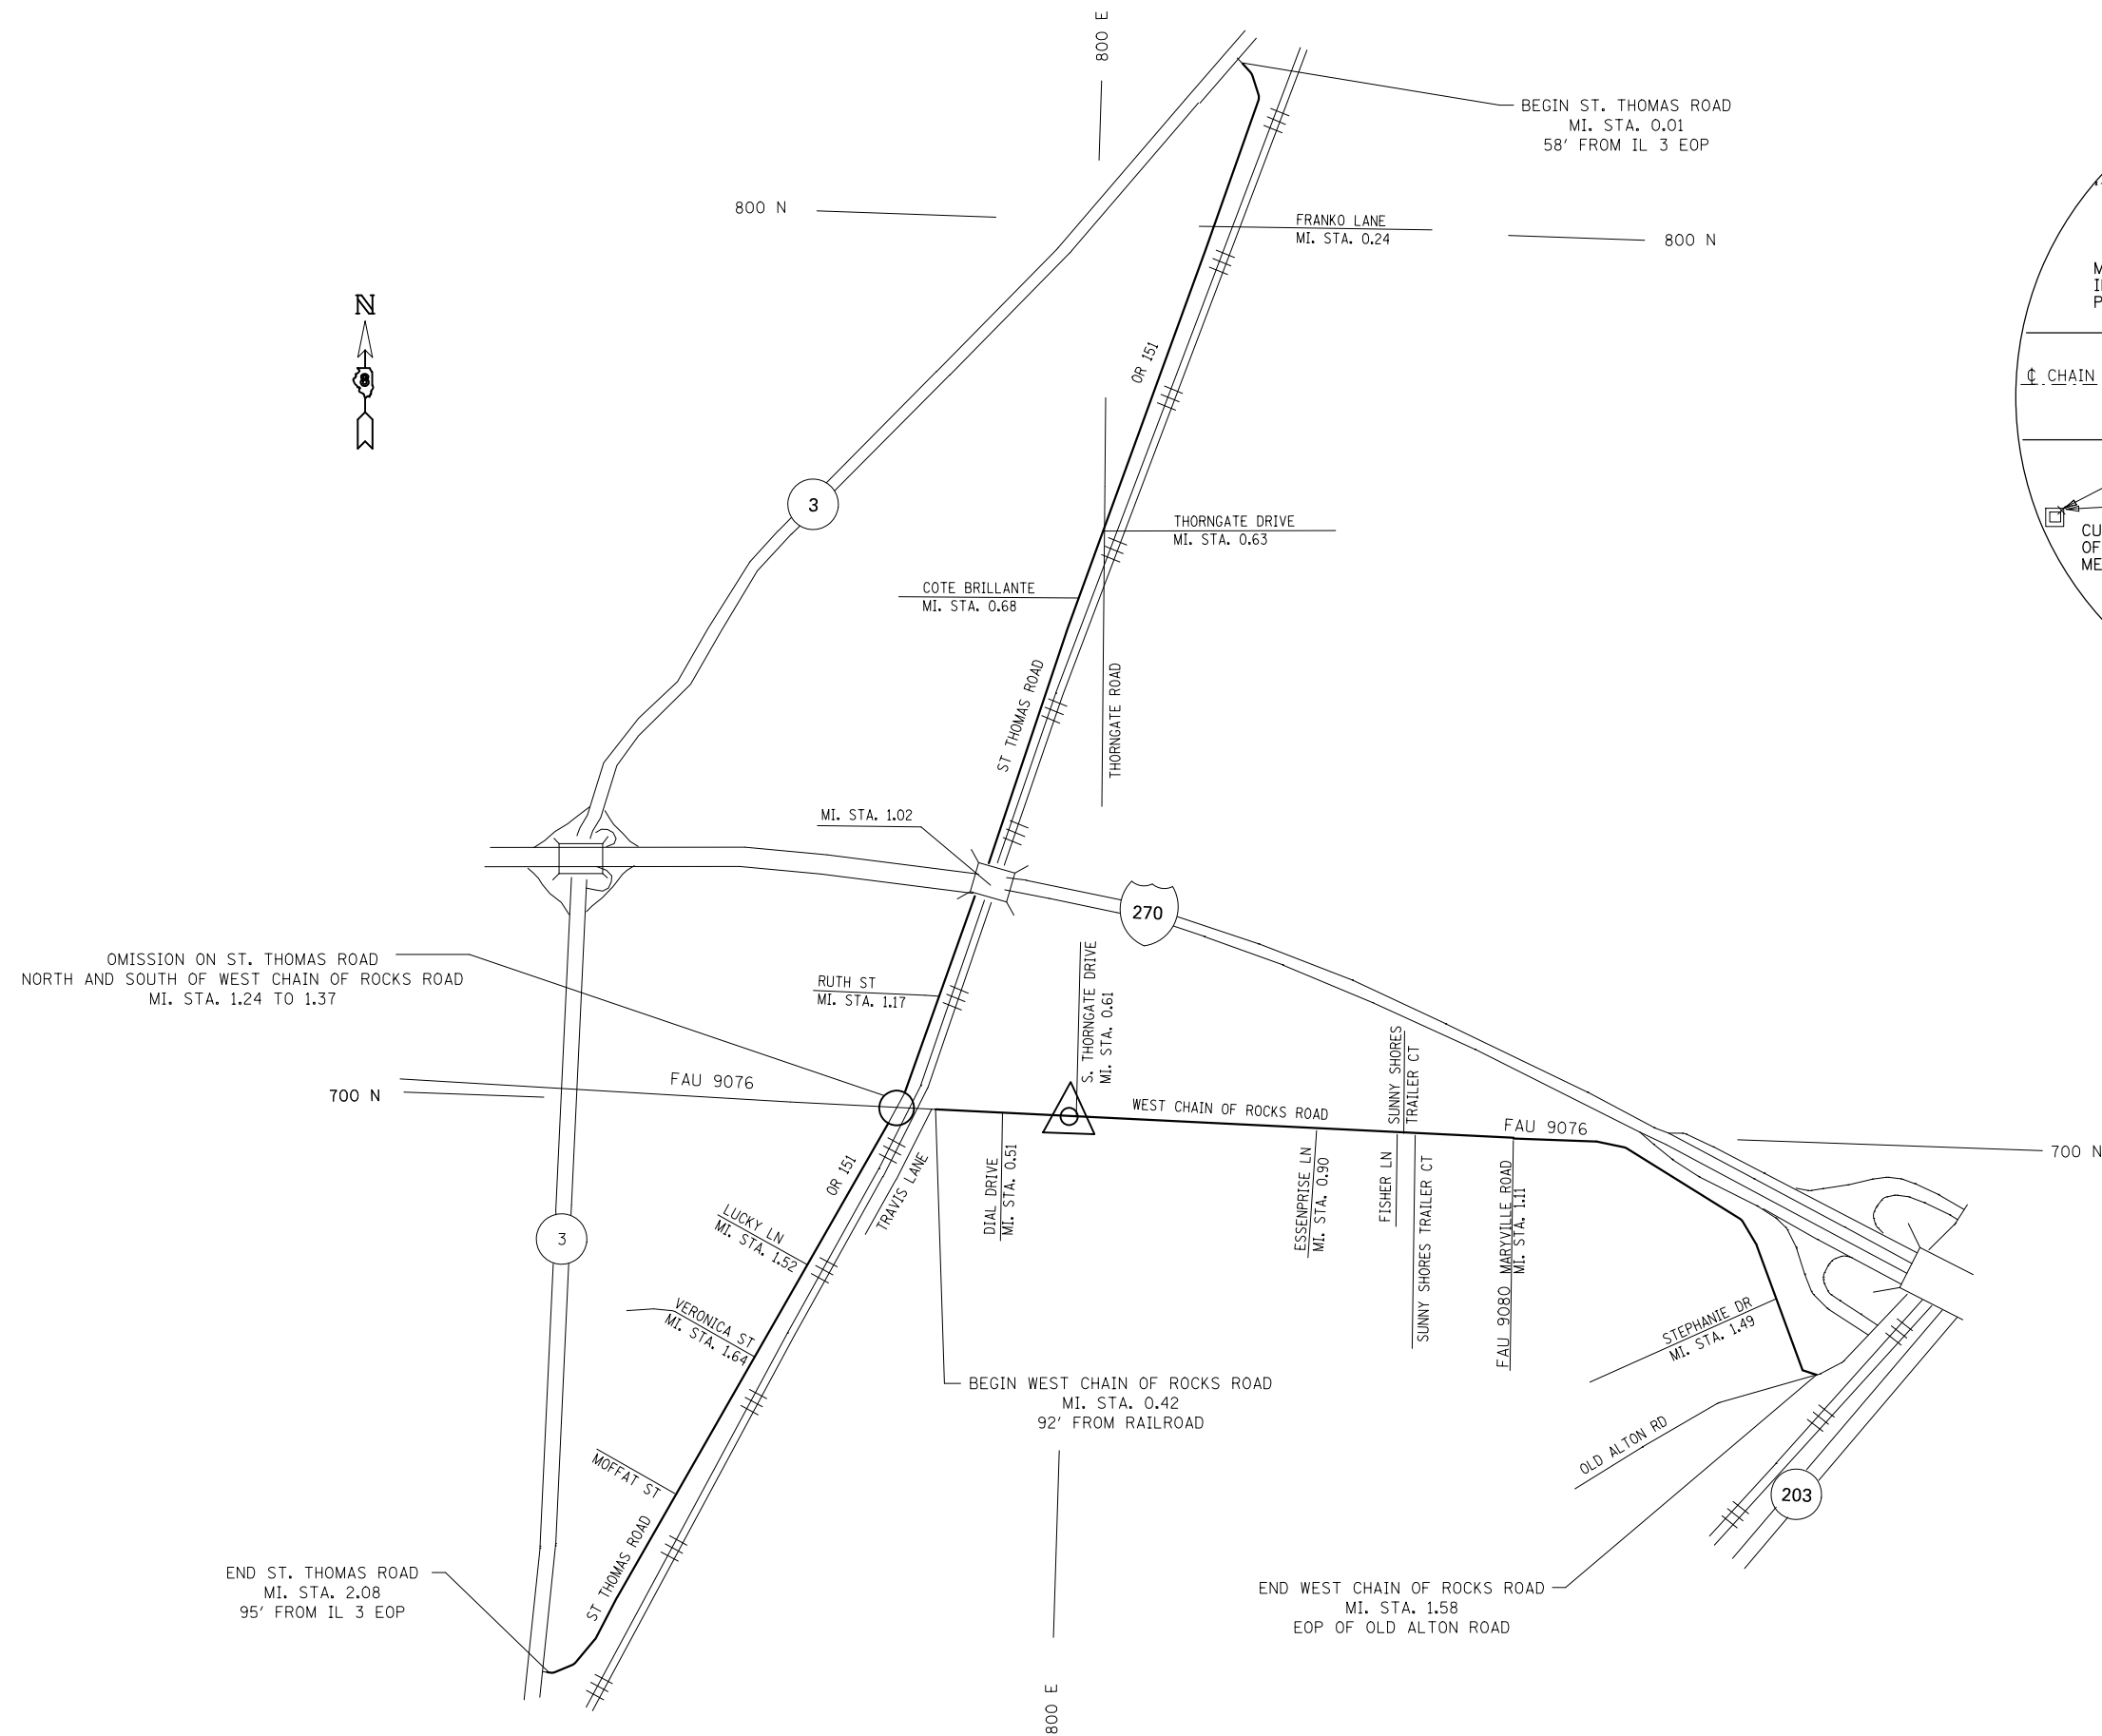 800 E
BEGIN ST. THOMAS ROAD
MI. STA. 0.01
58' FROM IL 3 EOP
800 N
FRANKO LANE
MI. STA. 0.24
800 N
N
8
OR 151
3
THORNGATE DRIVE
MI. STA. 0.63
COTE BRILLANTE
MI. STA. 0.68
ST THOMAS ROAD
THORNGATE ROAD
MI. STA. 1.02
270
OMISSION ON ST. THOMAS ROAD
NORTH AND SOUTH OF WEST CHAIN OF ROCKS ROAD
MI. STA. 1.24 TO 1.37
RUTH ST
MI. STA. 1.17
S. THORNGATE DRIVE
MI. STA. 0.61
700 N
FAU 9076
WEST CHAIN OF ROCKS ROAD
SUNNY SHORES
TRAILER CT
FAU 9076
700 N
OR 151
TRAVIS LANE
DIAL DRIVE
MI. STA. 0.51
ESSENPRISE LN
MI. STA. 0.90
FISHER LN
SUNNY SHORES TRAILER CT
FAU 9080 MARYVILLE ROAD
MI. STA. 1.11
LUCKY LN
MI. STA. 1.52
3
VERONICA ST
MI. STA. 1.64
STEPHANIE DR
MI. STA. 1.49
BEGIN WEST CHAIN OF ROCKS ROAD
MI. STA. 0.42
92' FROM RAILROAD
OLD ALTON RD
MOFFAT ST
203
ST THOMAS ROAD
END ST. THOMAS ROAD
MI. STA. 2.08
95' FROM IL 3 EOP
END WEST CHAIN OF ROCKS ROAD
MI. STA. 1.58
EOP OF OLD ALTON ROAD
800 E
℄ CHAIN
CU
OF
ME